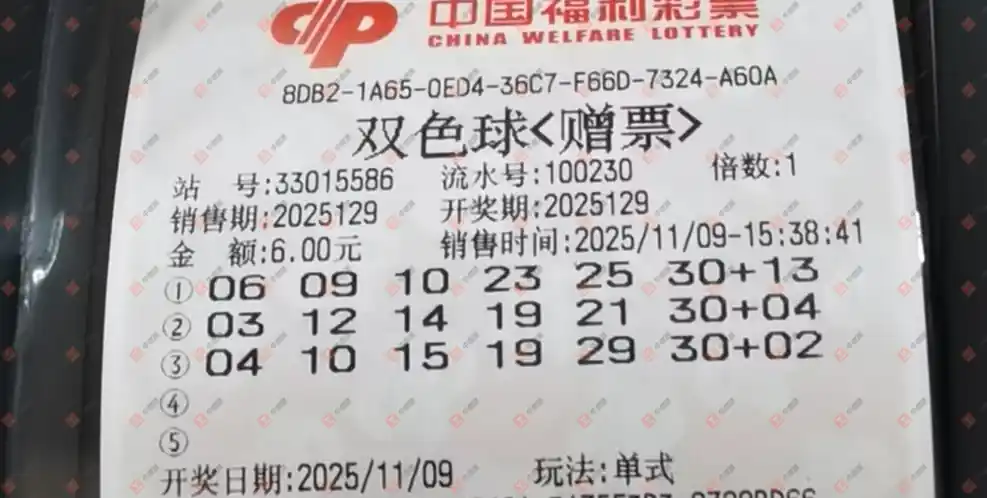 中国福利彩票
CHINA WELFARE LOTTERY
8DB2-1A65-0ED4-36C7-F66D-7324-A60A
双色球<赠票>
站 号:33015586 流水号:100230 倍数:1
销售期:2025129 开奖期:2025129
金 额:6.00元 销售时间:2025/11/09-15:38:41
① 06 09 10 23 25 30+13
② 03 12 14 19 21 30+04
③ 04 10 15 19 29 30+02
④
⑤
开奖日期:2025/11/09 玩法:单式